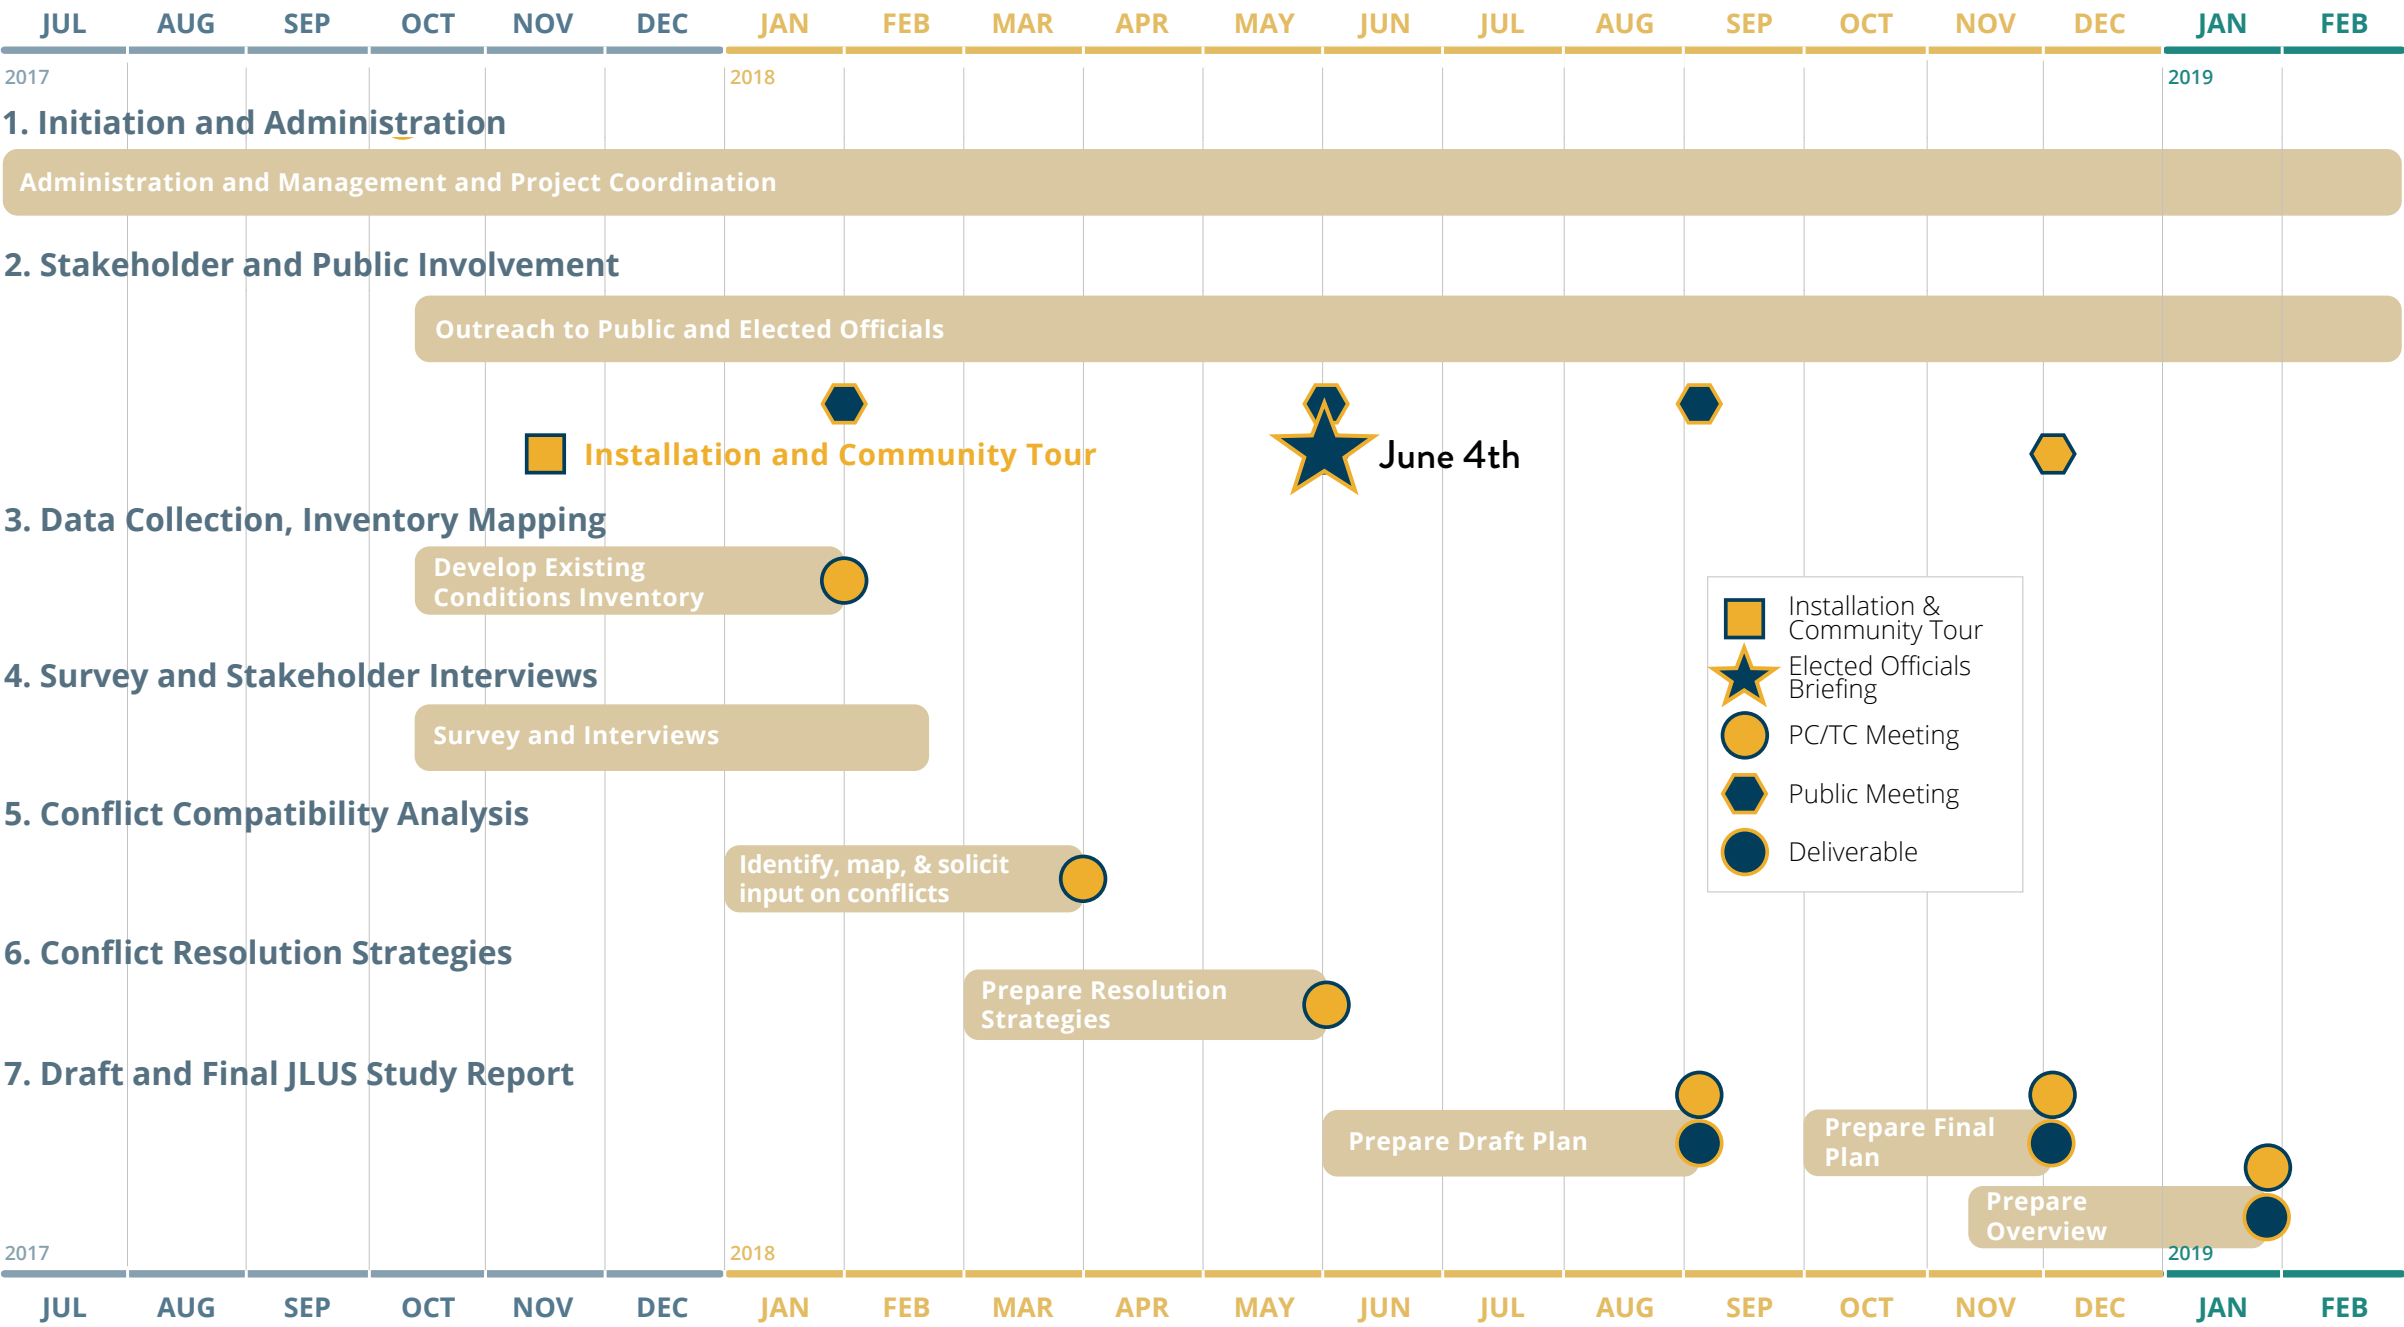 JUL AUG SEP OCT NOV DEC JAN FEB MAR APR MAY JUN JUL AUG SEP OCT NOV DEC JAN FEB
2017 2018 2019
1. Initiation and Administration
Administration and Management and Project Coordination
2. Stakeholder and Public Involvement
Outreach to Public and Elected Officials
Installation and Community Tour
June 4th
3. Data Collection, Inventory Mapping
Develop Existing
Conditions Inventory
Installation &
Community Tour
Elected Officials
Briefing
PC/TC Meeting
Public Meeting
Deliverable
4. Survey and Stakeholder Interviews
Survey and Interviews
5. Conflict Compatibility Analysis
Identify, map, & solicit
input on conflicts
6. Conflict Resolution Strategies
Prepare Resolution
Strategies
7. Draft and Final JLUS Study Report
Prepare Draft Plan
Prepare Final
Plan
Prepare
Overview
2017 2018 2019
JUL AUG SEP OCT NOV DEC JAN FEB MAR APR MAY JUN JUL AUG SEP OCT NOV DEC JAN FEB